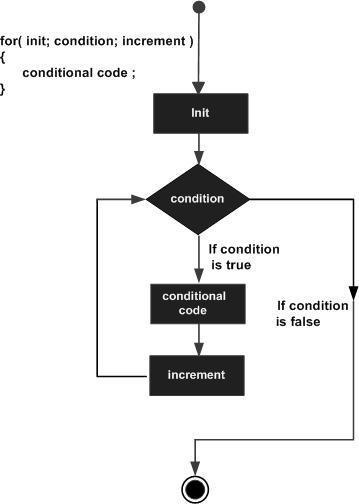 for( init; condition; increment )
{
conditional code ;
}
Init
condition
If condition
is true
conditional
code
If condition
is false
increment